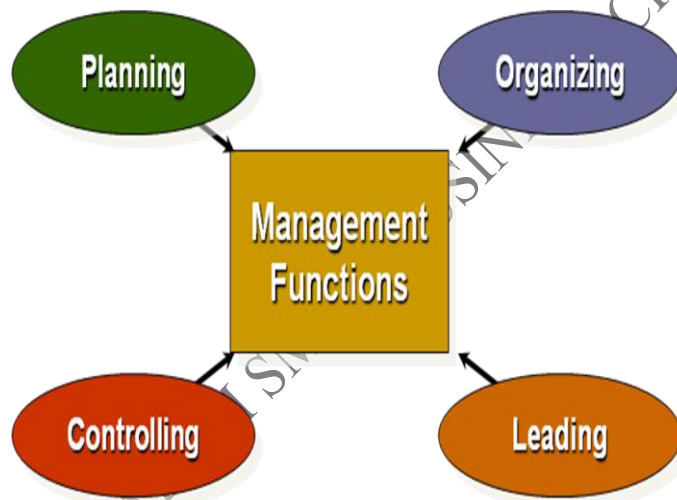 Planning
Organizing
Management
Functions
Controlling
Leading